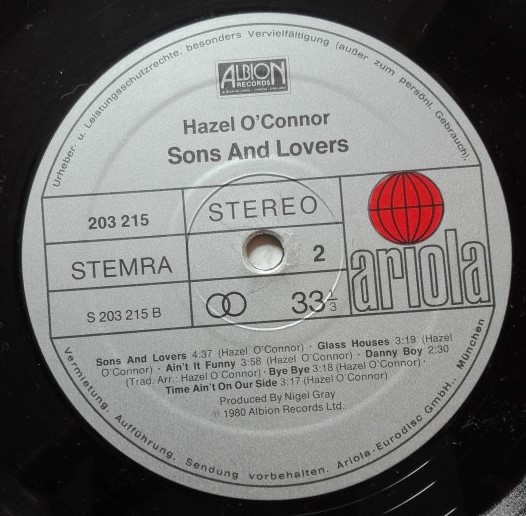 Urheber- u. Leistungsschutzrechte, besonders Vervielfältigung (außer zum persönl. Gebrauch),
ALBION
RECORDS
Hazel O'Connor
Sons And Lovers
203 215
STEREO
STEMRA
2
ariola
S 203 215 B
33 1/3
Sons And Lovers 4:37 (Hazel O'Connor) · Glass Houses 3:19 (Hazel
O'Connor) · Ain't It Funny 3:58 (Hazel O'Connor) · Danny Boy 2:30
(Trad. Arr.: Hazel O'Connor) · Bye Bye 3:18 (Hazel O'Connor) ·
Time Ain't On Our Side 3:17 (Hazel O'Connor)
Produced By Nigel Gray
℗ 1980 Albion Records Ltd.
Vermietung, Aufführung, Sendung vorbehalten. Ariola-Eurodisc GmbH., München